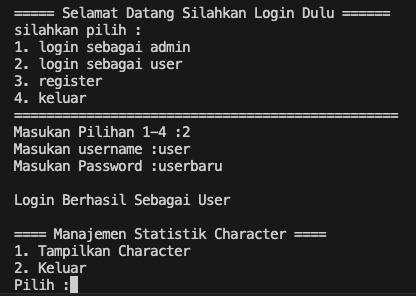 ===== Selamat Datang Silahkan Login Dulu ======
silahkan pilih :
1. login sebagai admin
2. login sebagai user
3. register
4. keluar
================================================
Masukan Pilihan 1-4 :2
Masukan username :user
Masukan Password :userbaru

Login Berhasil Sebagai User

==== Manajemen Statistik Character ====
1. Tampilkan Character
2. Keluar
Pilih :